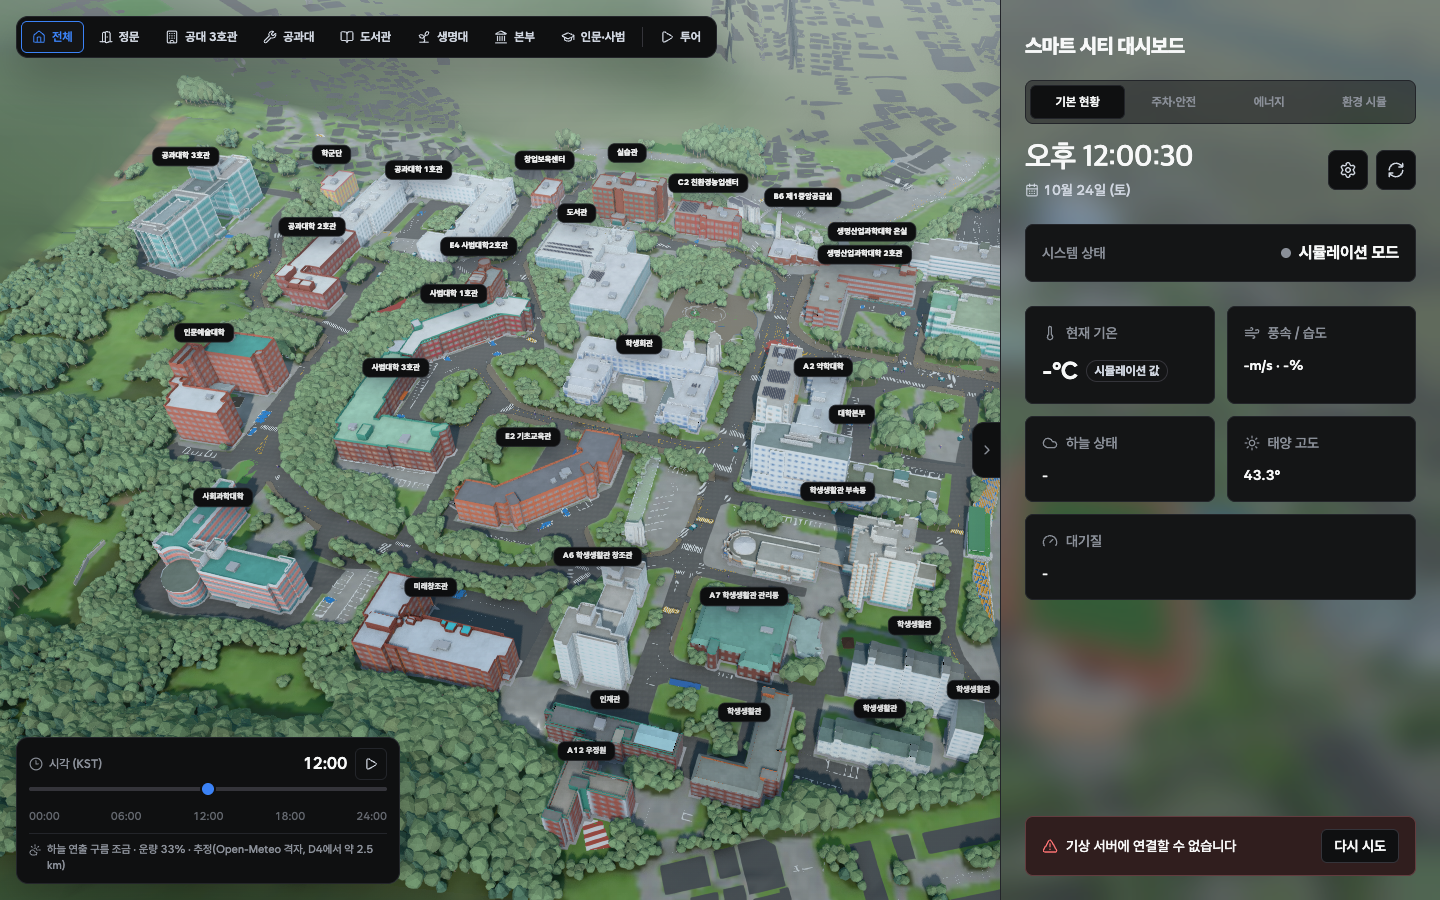 전체 정문 공대 3호관 공과대 도서관 생명대 본부 인문·사범 투어
공과대학 3호관
학군단
공과대학 1호관
창업보육센터
실습관
C2 친환경농업센터
B6 제1중앙공급실
도서관
공과대학 2호관
E4 사범대학2호관
생명산업과학대학 온실
생명산업과학대학 2호관
사범대학 1호관
인문예술대학
학생회관
사범대학 3호관
A2 약학대학
대학본부
E2 기초교육관
사회과학대학
학생생활관 부속동
A6 학생생활관 창조관
미래창조관
A7 학생생활관 관리동
학생생활관
학생생활관
인재관
학생생활관
학생생활관
A12 우정원
시각 (KST) 12:00
00:00 06:00 12:00 18:00 24:00
하늘 연출 구름 조금 · 운량 33% · 추정(Open-Meteo 격자, D4에서 약 2.5
km)
스마트 시티 대시보드
기본 현황 주차·안전 에너지 환경 시뮬
오후 12:00:30
10월 24일 (토)
시스템 상태 시뮬레이션 모드
현재 기온
-°C 시뮬레이션 값
풍속 / 습도
-m/s · -%
하늘 상태
-
태양 고도
43.3°
대기질
-
기상 서버에 연결할 수 없습니다 다시 시도